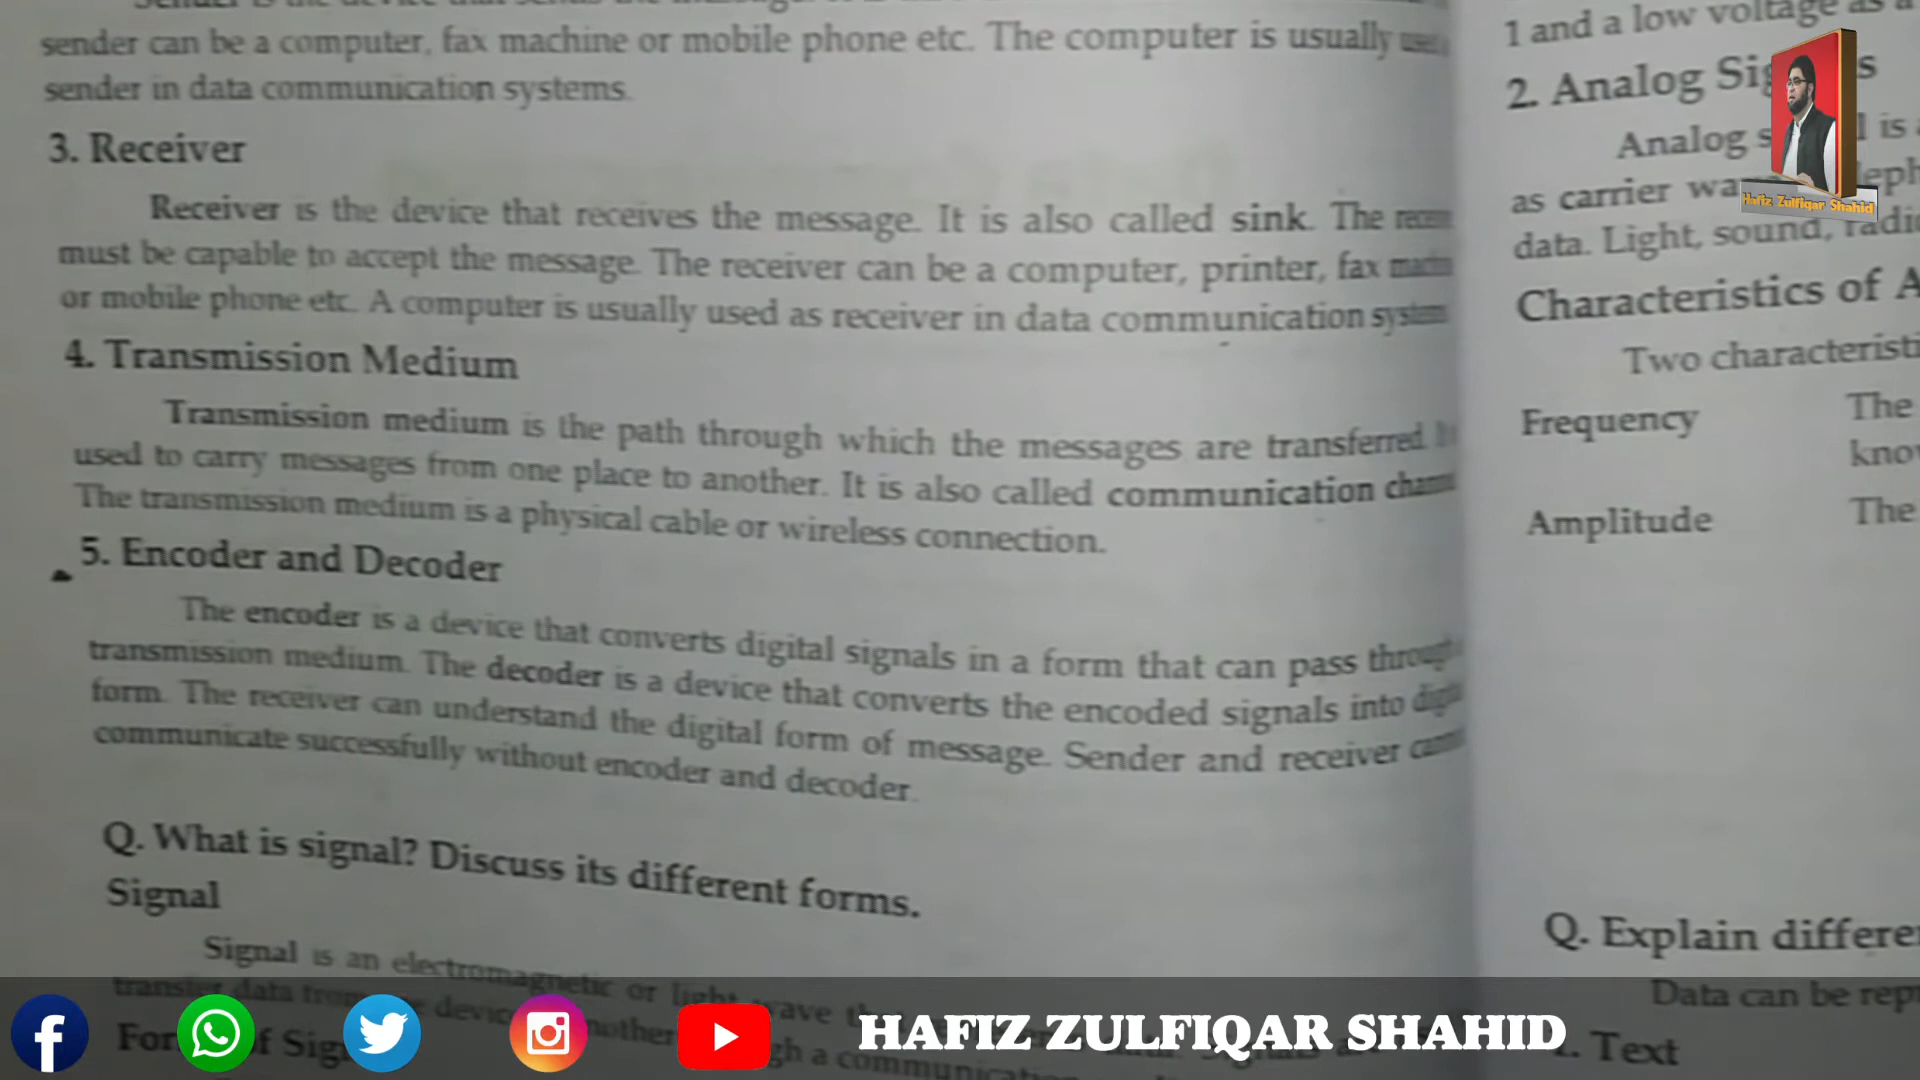 sender can be a computer, fax machine or mobile phone etc. The computer is usually
sender in data communication systems.
3. Receiver
Receiver is the device that receives the message. It is also called sink. The
must be capable to accept the message. The receiver can be a computer, printer, fax
or mobile phone etc. A computer is usually used as receiver in data communication
4. Transmission Medium
Transmission medium is the path through which the messages are transferred.
used to carry messages from one place to another. It is also called communication
The transmission medium is a physical cable or wireless connection.
5. Encoder and Decoder
The encoder is a device that converts digital signals in a form that can pass
transmission medium. The decoder is a device that converts the encoded signals into
form. The receiver can understand the digital form of message. Sender and receiver
communicate successfully without encoder and decoder.
Q. What is signal? Discuss its different forms.
Signal
Signal is an electromagnetic or light wave
transfer data from
1 and a low voltage as a
2. Analog
Analog is
as carrier
data. Light, sound,
Characteristics of A
Two
Frequency The
Amplitude The
Q. Explain
Data can be
Text
Hafiz Zulfiqar Shahid
HAFIZ ZULFIQAR SHAHID